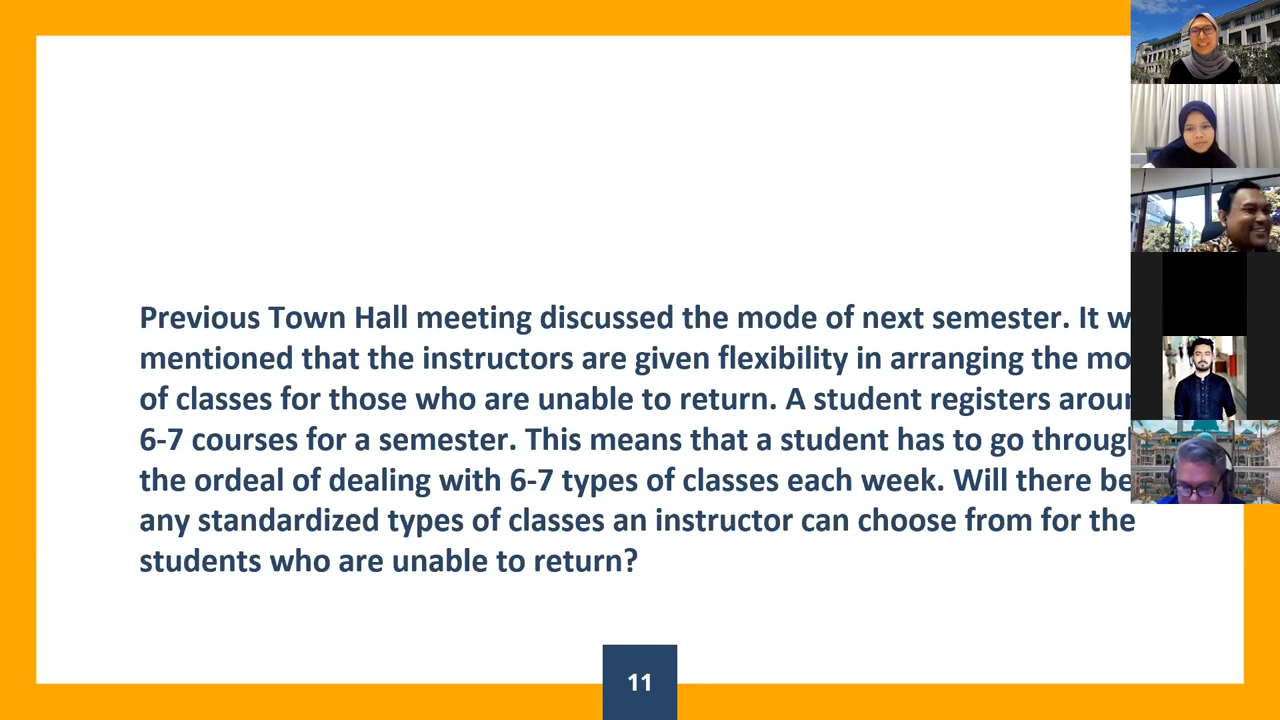 Previous Town Hall meeting discussed the mode of next semester. It
mentioned that the instructors are given flexibility in arranging the
of classes for those who are unable to return. A student registers
6-7 courses for a semester. This means that a student has to go through
the ordeal of dealing with 6-7 types of classes each week. Will there be
any standardized types of classes an instructor can choose from for the
students who are unable to return?
11